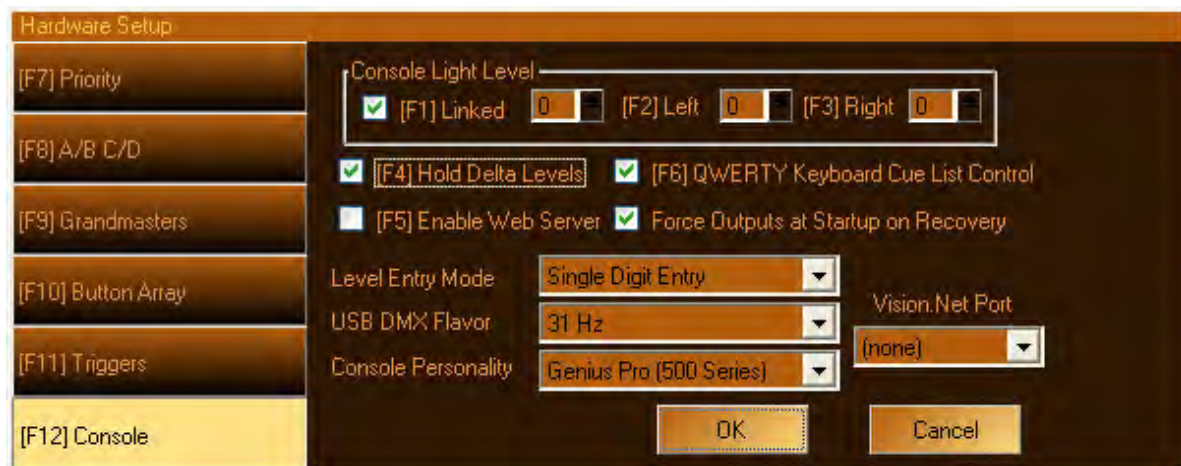 Hardware Setup
[F7] Priority
[F8] A/B C/D
[F9] Grandmasters
[F10] Button Array
[F11] Triggers
[F12] Console
Console Light Level
[F1] Linked 0 [F2] Left 0 [F3] Right 0
[F4] Hold Delta Levels [F6] QWERTY Keyboard Cue List Control
[F5] Enable Web Server Force Outputs at Startup on Recovery
Level Entry Mode Single Digit Entry
USB DMX Flavor 31 Hz
Console Personality Genius Pro (500 Series)
Vision.Net Port
(none)
OK Cancel